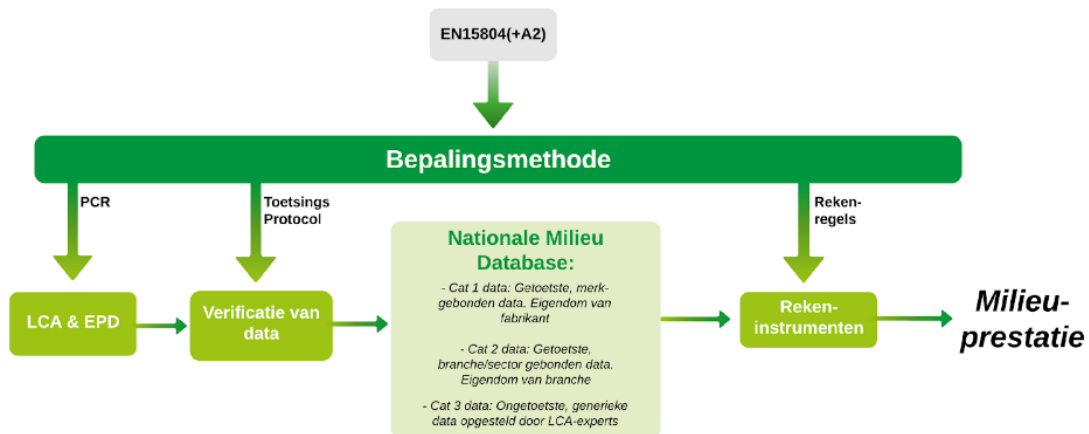 EN15804(+A2)
Bepalingsmethode
PCR
Toetsings
Protocol
Reken-
regels
LCA & EPD
Verificatie van
data
Nationale Milieu
Database:
- Cat 1 data: Getoetste, merk-
gebonden data. Eigendom van
fabrikant
- Cat 2 data: Getoetste,
branche/sector gebonden data.
Eigendom van branche
- Cat 3 data: Ongetoetste, generieke
data opgesteld door LCA-experts
Reken-
instrumenten
Milieu-
prestatie